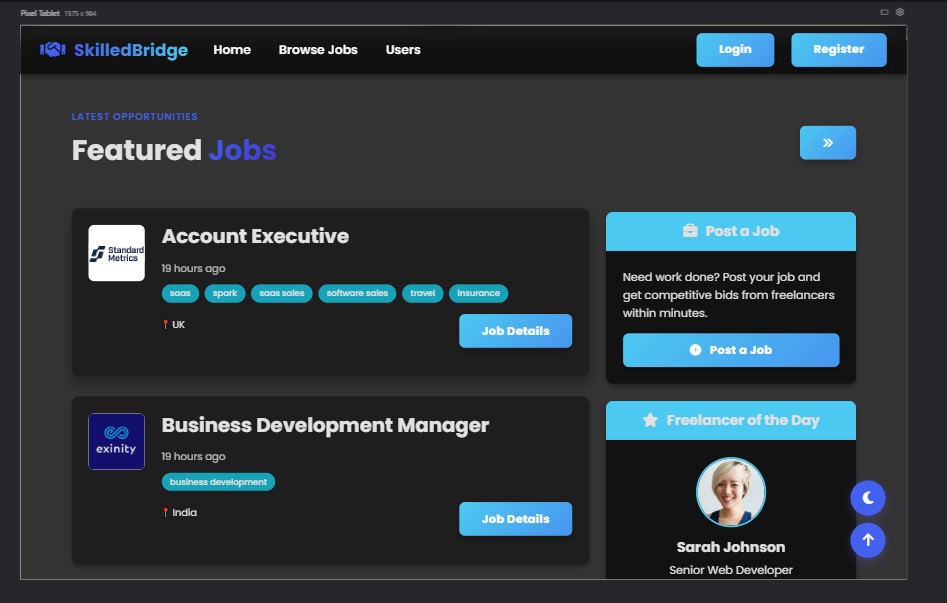 Pixel Tablet 1575 x 984
SkilledBridge Home Browse Jobs Users Login Register
LATEST OPPORTUNITIES
Featured Jobs
Account Executive
Standard
Metrics
19 hours ago
saas spark saas sales software sales travel Insurance
UK
Job Details
Business Development Manager
exinity
19 hours ago
business development
India
Job Details
Post a Job
Need work done? Post your job and
get competitive bids from freelancers
within minutes.
Post a Job
Freelancer of the Day
Sarah Johnson
Senior Web Developer